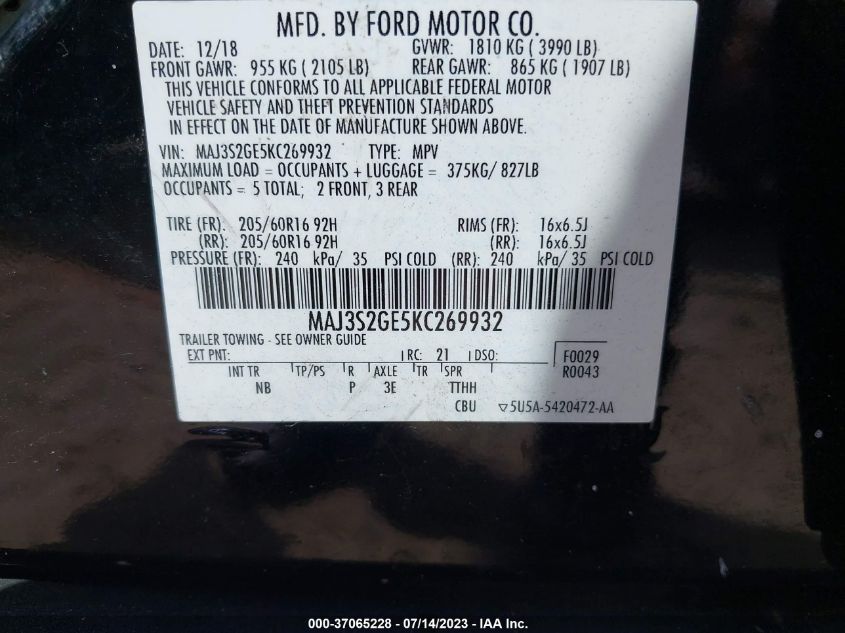 MFD. BY FORD MOTOR CO.
DATE: 12/18 GVWR: 1810 KG ( 3990 LB)
FRONT GAWR: 955 KG ( 2105 LB) REAR GAWR: 865 KG ( 1907 LB)
THIS VEHICLE CONFORMS TO ALL APPLICABLE FEDERAL MOTOR
VEHICLE SAFETY AND THEFT PREVENTION STANDARDS
IN EFFECT ON THE DATE OF MANUFACTURE SHOWN ABOVE.
VIN: MAJ3S2GE5KC269932 TYPE: MPV
MAXIMUM LOAD = OCCUPANTS + LUGGAGE = 375KG/ 827LB
OCCUPANTS = 5 TOTAL; 2 FRONT, 3 REAR
TIRE (FR): 205/60R16 92H RIMS (FR): 16x6.5J
(RR): 205/60R16 92H (RR): 16x6.5J
PRESSURE (FR): 240 kPa/ 35 PSI COLD (RR): 240 kPa/ 35 PSI COLD
MAJ3S2GE5KC269932
TRAILER TOWING - SEE OWNER GUIDE
EXT PNT: RC: 21 DSO: F0029
INT TR TP/PS R AXLE TR SPR R0043
NB P 3E TTHH
CBU ▽5U5A-5420472-AA
000-37065228 - 07/14/2023 - IAA Inc.